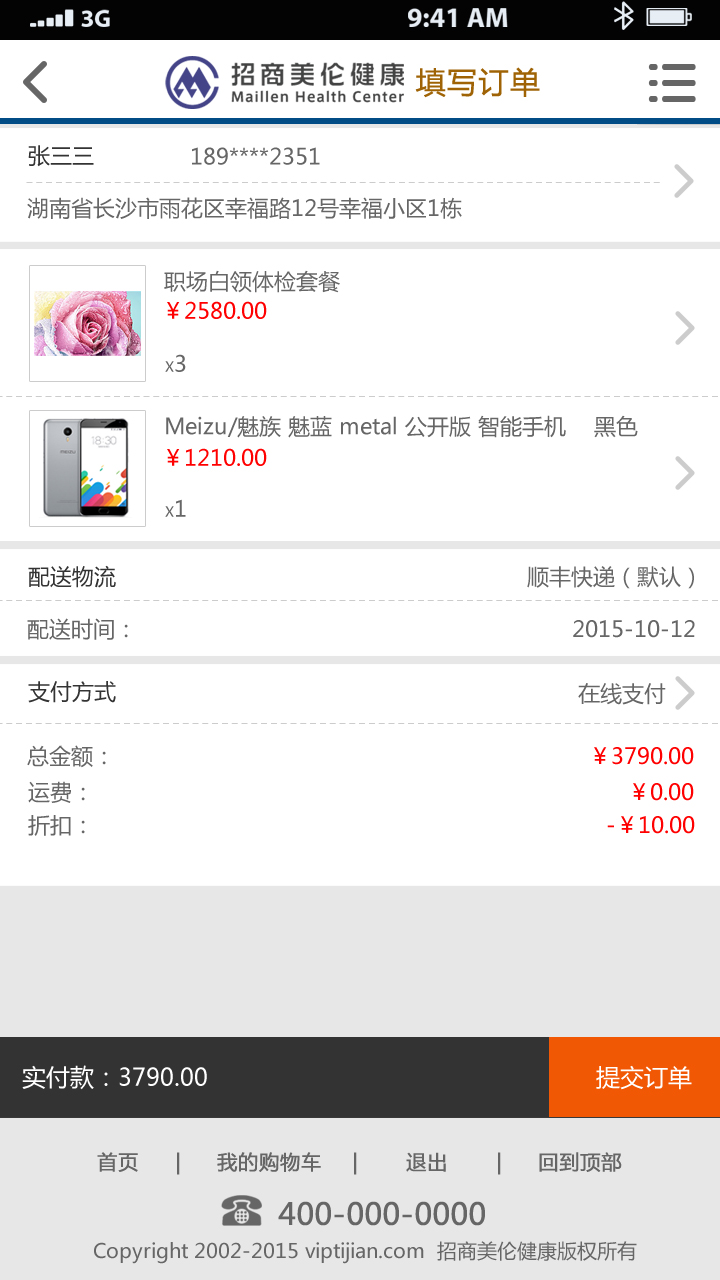 3G 9:41 AM
招商美伦健康 填写订单
Maillen Health Center
张三三 189****2351
湖南省长沙市雨花区幸福路12号幸福小区1栋
职场白领体检套餐
￥2580.00
x3
Meizu/魅族 魅蓝 metal 公开版 智能手机 黑色
￥1210.00
x1
配送物流 顺丰快递（默认）
配送时间： 2015-10-12
支付方式 在线支付
总金额： ￥3790.00
运费： ￥0.00
折扣： -￥10.00
实付款：3790.00 提交订单
首页 | 我的购物车 | 退出 | 回到顶部
400-000-0000
Copyright 2002-2015 viptijian.com 招商美伦健康版权所有